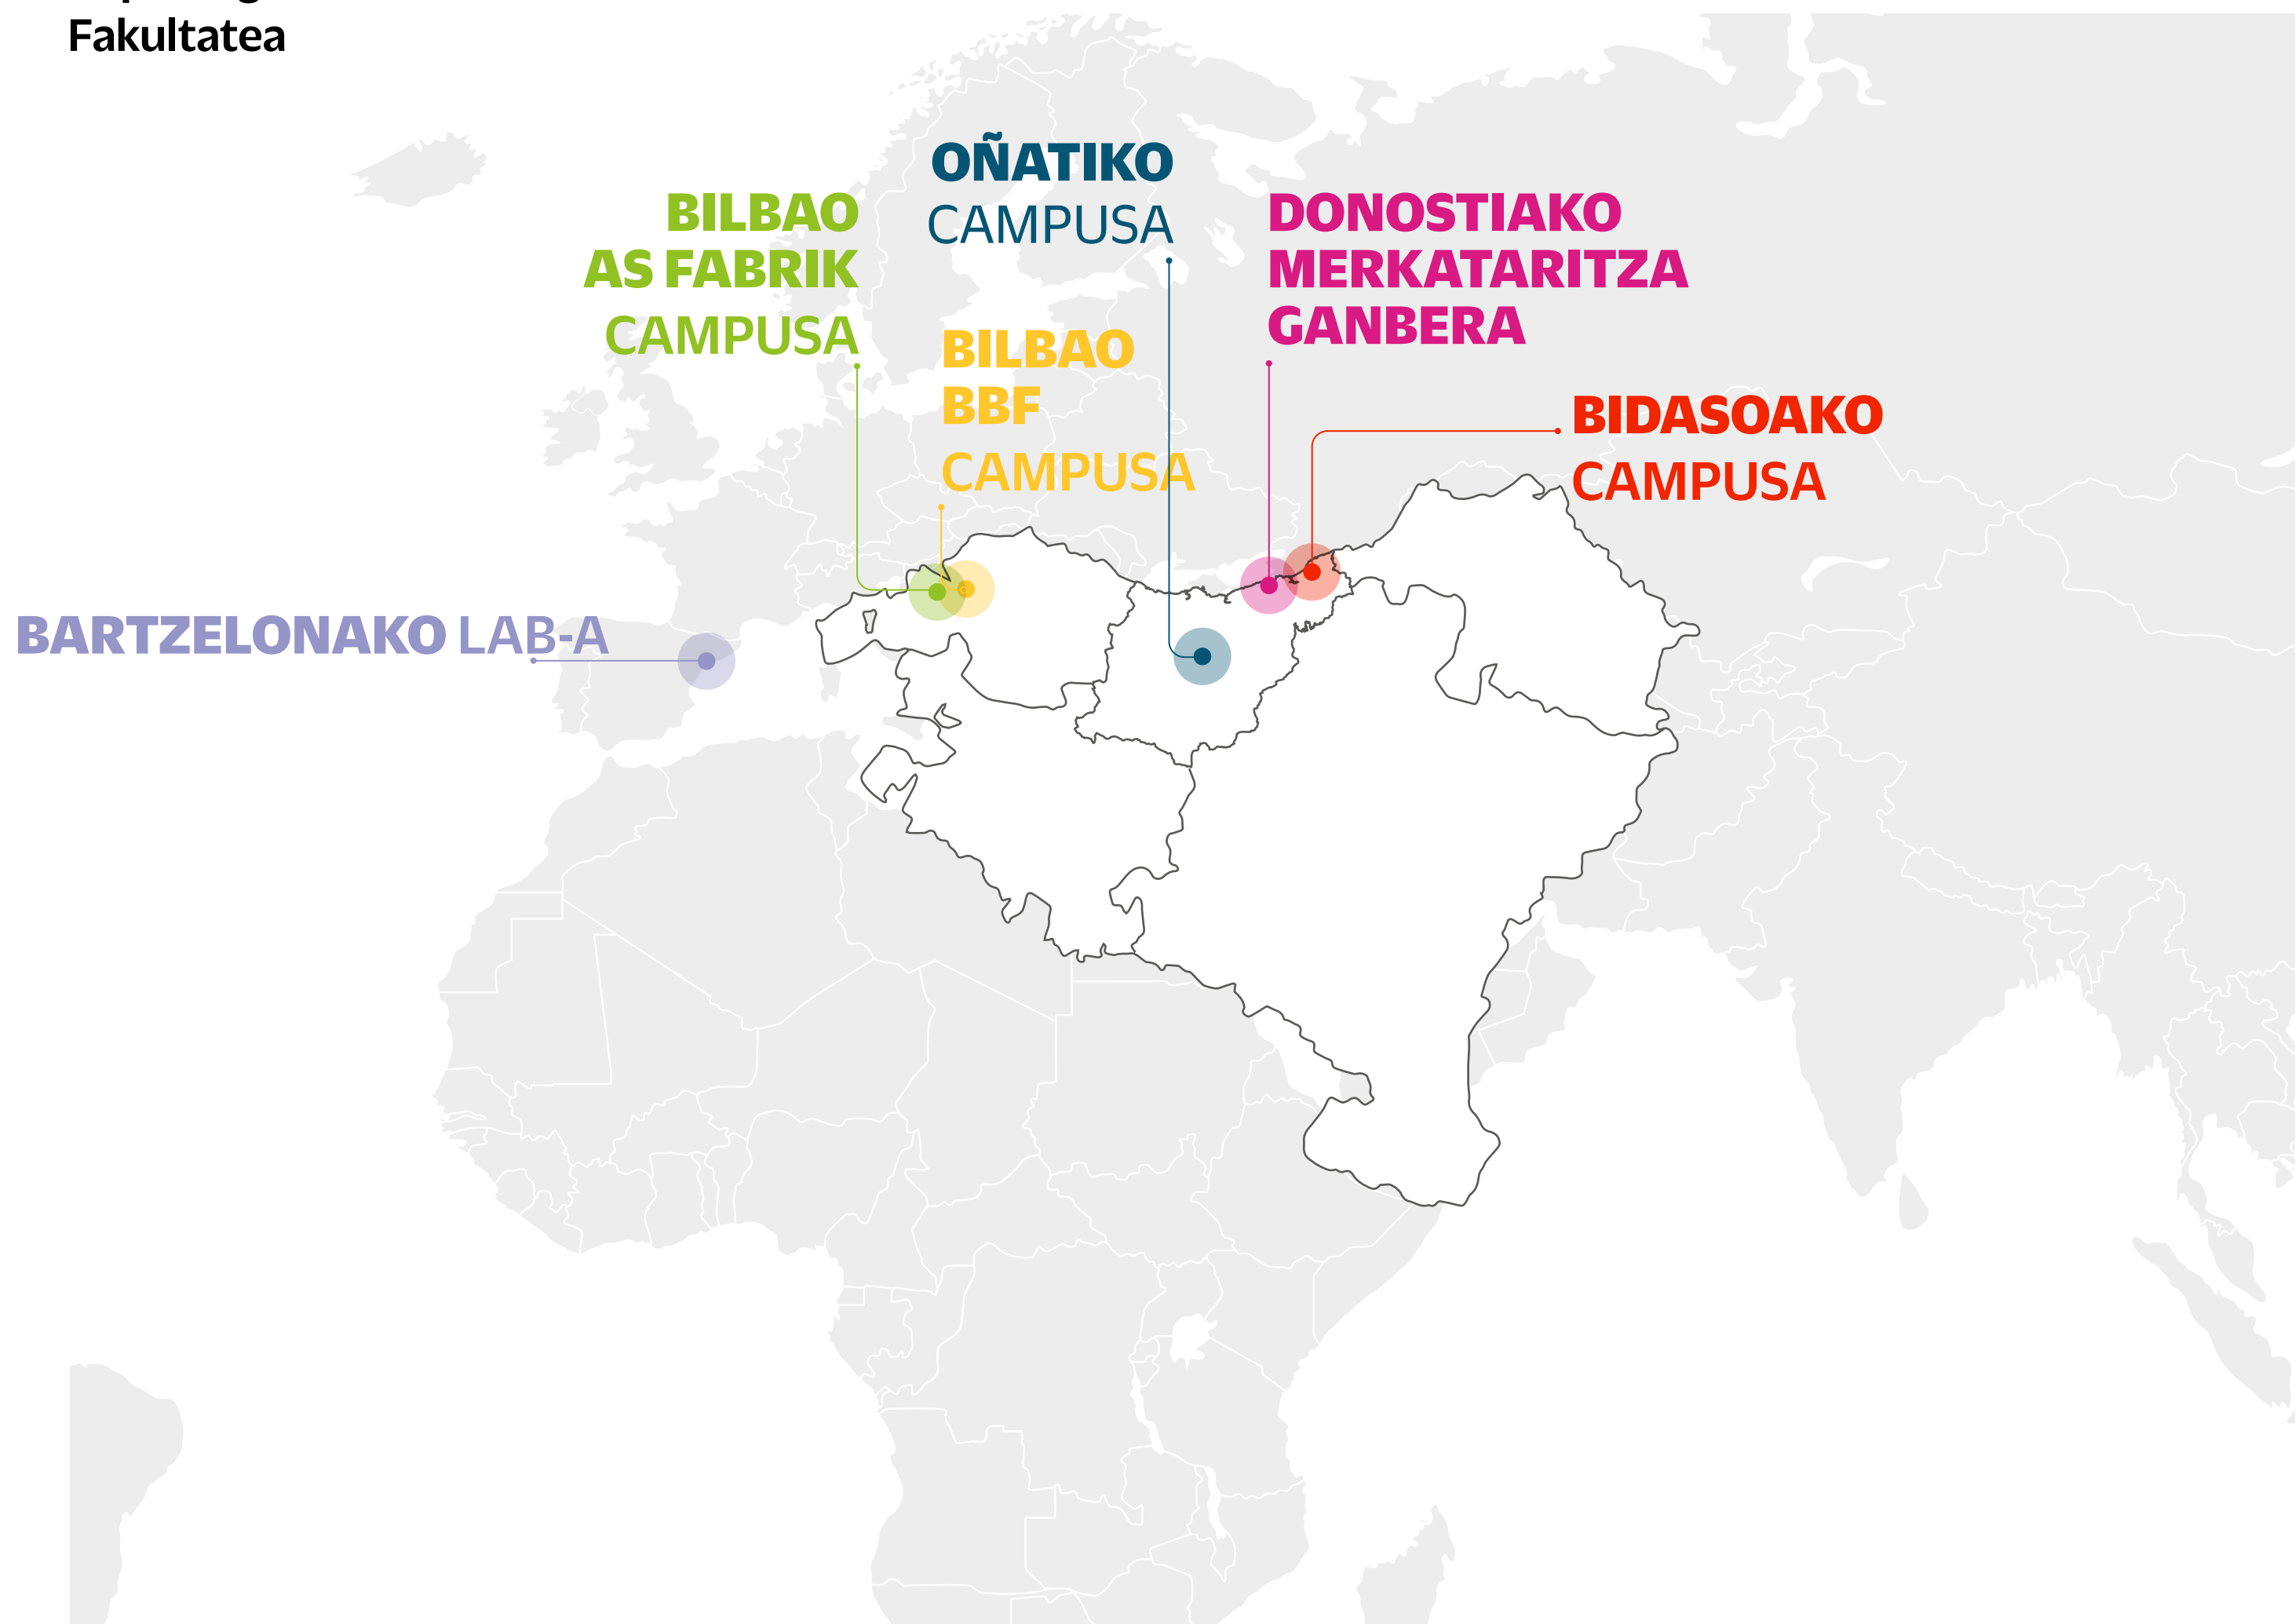 Fakultatea
OÑATIKO
CAMPUSA
BILBAO
AS FABRIK
CAMPUSA
DONOSTIAKO
MERKATARITZA
GANBERA
BILBAO
BBF
CAMPUSA
BIDASOAKO
CAMPUSA
BARTZELONAKO LAB-A